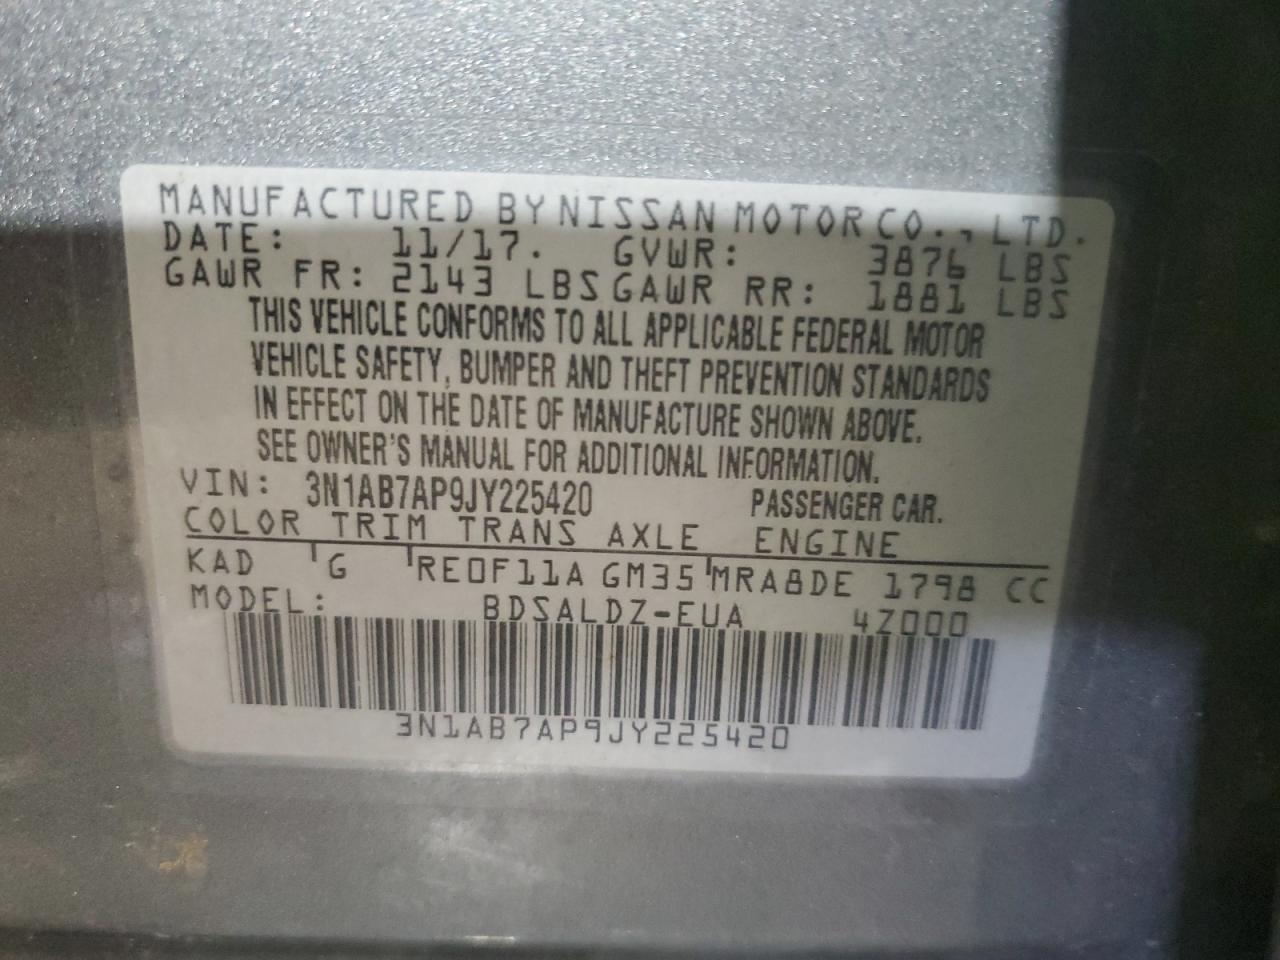 MANUFACTURED BY NISSAN MOTOR CO., LTD.
DATE: 11/17. GVWR: 3876 LBS
GAWR FR: 2143 LBS GAWR RR: 1881 LBS
THIS VEHICLE CONFORMS TO ALL APPLICABLE FEDERAL MOTOR
VEHICLE SAFETY, BUMPER AND THEFT PREVENTION STANDARDS
IN EFFECT ON THE DATE OF MANUFACTURE SHOWN ABOVE.
SEE OWNER'S MANUAL FOR ADDITIONAL INFORMATION.
VIN: 3N1AB7AP9JY225420 PASSENGER CAR.
COLOR TRIM TRANS AXLE ENGINE
KAD G RE0F11A GM35 MRA8DE 1798 CC
MODEL: BDSALDZ-EUA 4Z000
3N1AB7AP9JY225420